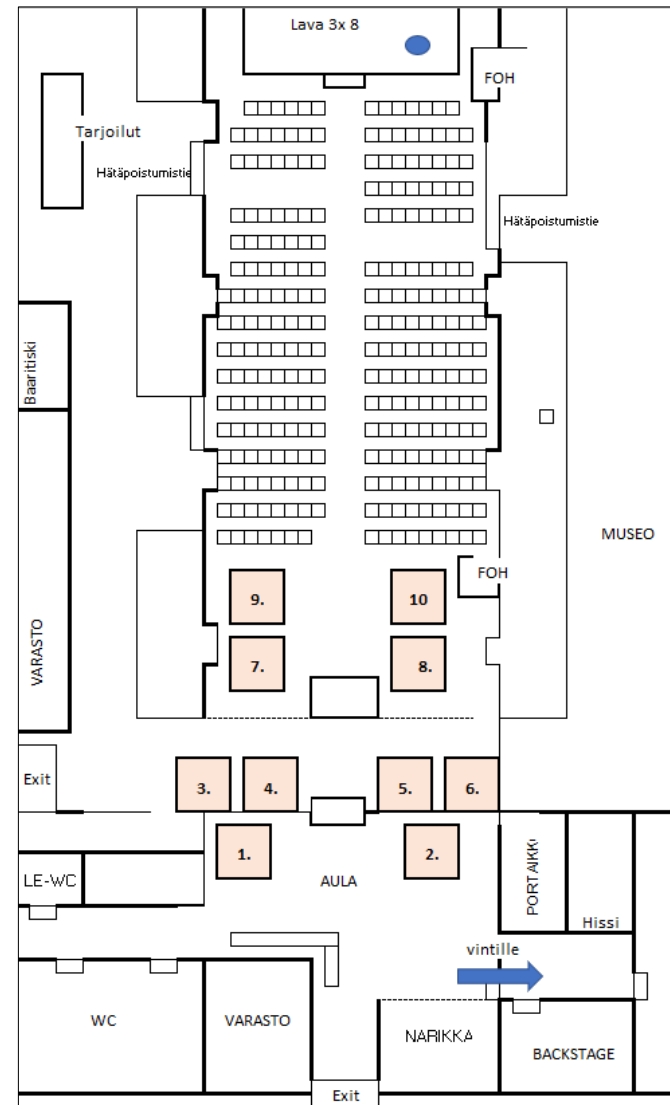 Lava 3x 8
FOH
Tarjoilut
Hätäpoistumistie
Hätäpoistumistie
Baaritiski
MUSEO
FOH
9.
10
7.
8.
VARASTO
Exit
3.
4.
5.
6.
1.
2.
AULA
PORTAIKKO
LE-WC
Hissi
vintille
WC
VARASTO
NARIKKA
BACKSTAGE
Exit